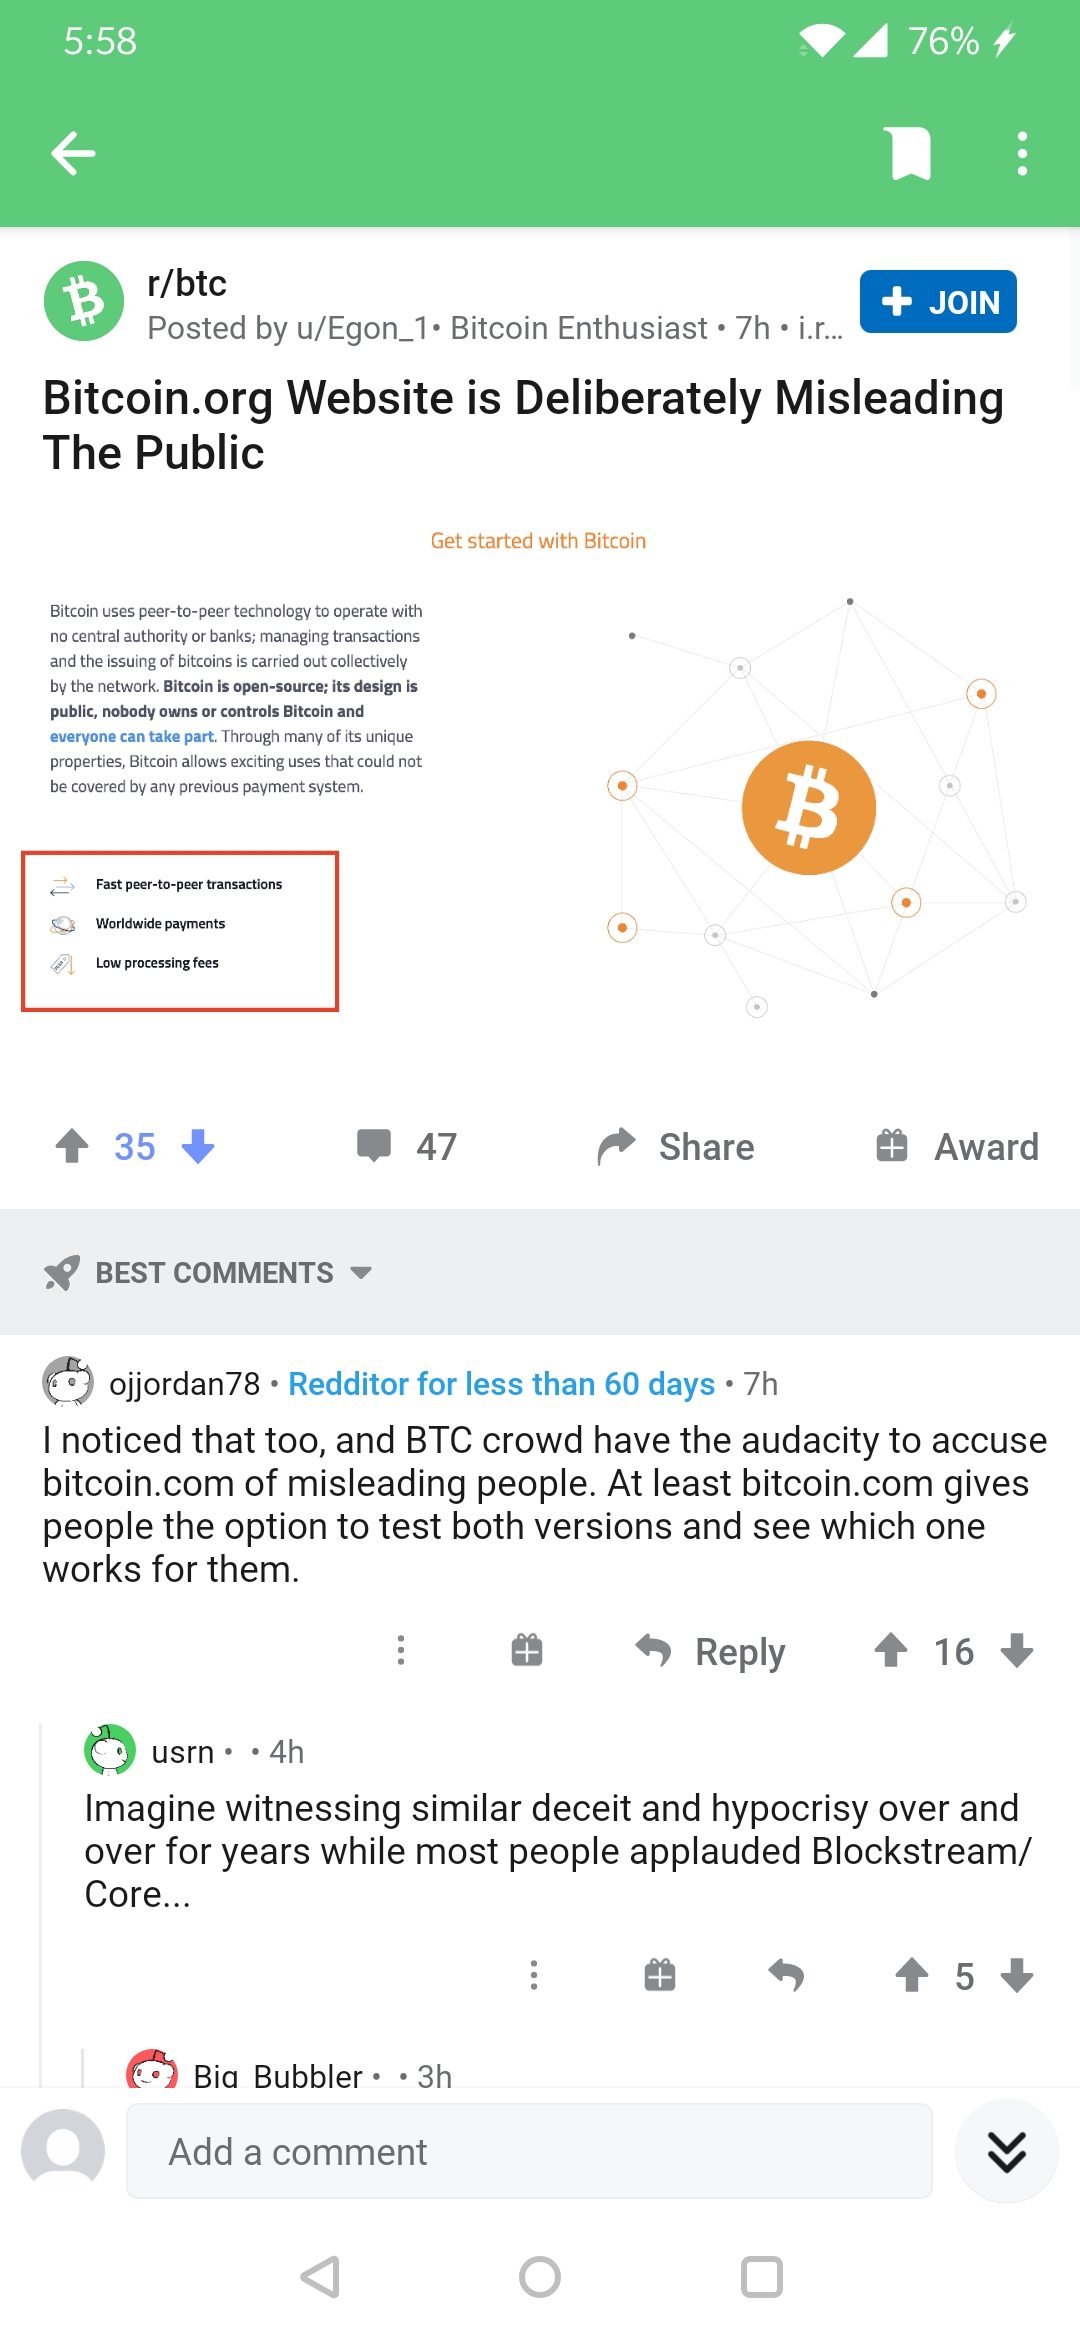 5:58
76%
r/btc
Posted by u/Egon_1• Bitcoin Enthusiast • 7h • i.r...
JOIN
Bitcoin.org Website is Deliberately Misleading
The Public
Get started with Bitcoin
Bitcoin uses peer-to-peer technology to operate with
no central authority or banks; managing transactions
and the issuing of bitcoins is carried out collectively
by the network. Bitcoin is open-source; its design is
public, nobody owns or controls Bitcoin and
everyone can take part. Through many of its unique
properties, Bitcoin allows exciting uses that could not
be covered by any previous payment system.
Fast peer-to-peer transactions
Worldwide payments
Low processing fees
35
47
Share
Award
BEST COMMENTS
ojjordan78 • Redditor for less than 60 days • 7h
I noticed that too, and BTC crowd have the audacity to accuse
bitcoin.com of misleading people. At least bitcoin.com gives
people the option to test both versions and see which one
works for them.
Reply
16
usrn • • 4h
Imagine witnessing similar deceit and hypocrisy over and
over for years while most people applauded Blockstream/
Core...
5
Big_Bubbler • • 3h
Add a comment